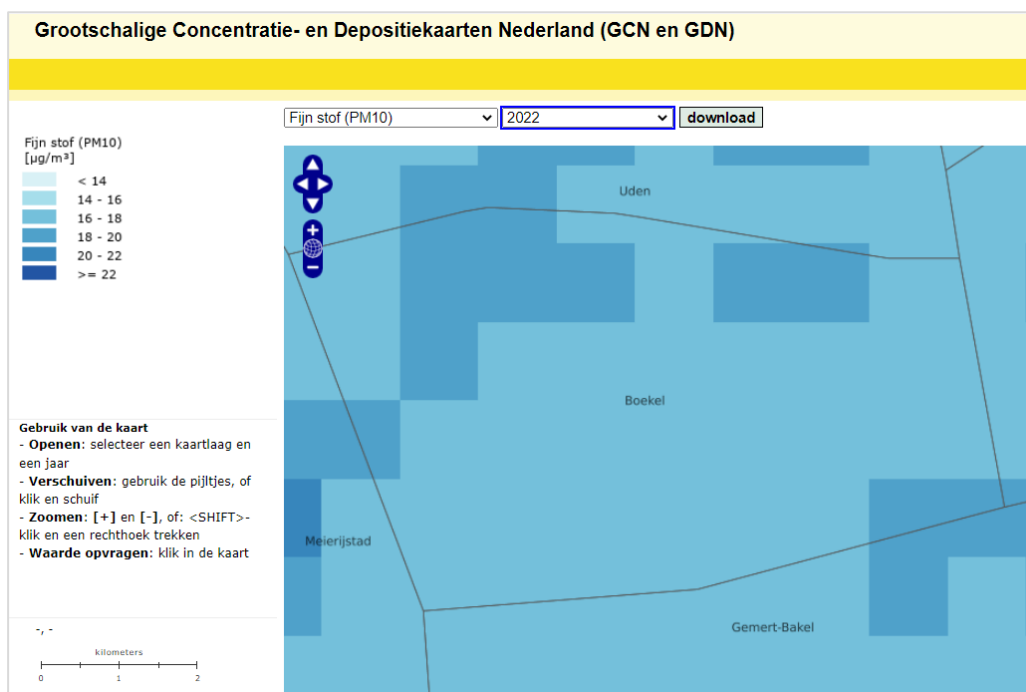 Grootschalige Concentratie- en Depositiekaarten Nederland (GCN en GDN)
Fijn stof (PM10)
2022
download
Fijn stof (PM10)
[µg/m³]
< 14
14 - 16
16 - 18
18 - 20
20 - 22
>= 22
Uden
Boekel
Meierijstad
Gemert-Bakel
Gebruik van de kaart
- Openen: selecteer een kaartlaag en
een jaar
- Verschuiven: gebruik de pijltjes, of
klik en schuif
- Zoomen: [+] en [-], of: <SHIFT>-
klik en een rechthoek trekken
- Waarde opvragen: klik in de kaart
-, -
kilometers
0 1 2